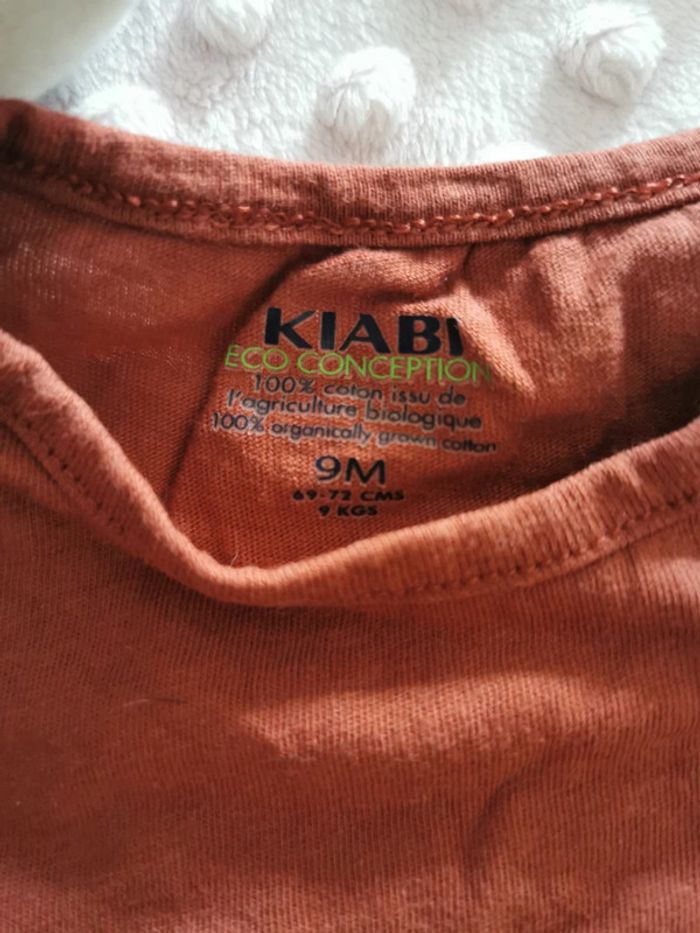 KIABI
ECO CONCEPTION
100% coton issu de
l'agriculture biologique
100% organically grown cotton
9M
69-72 CMS
9 KGS